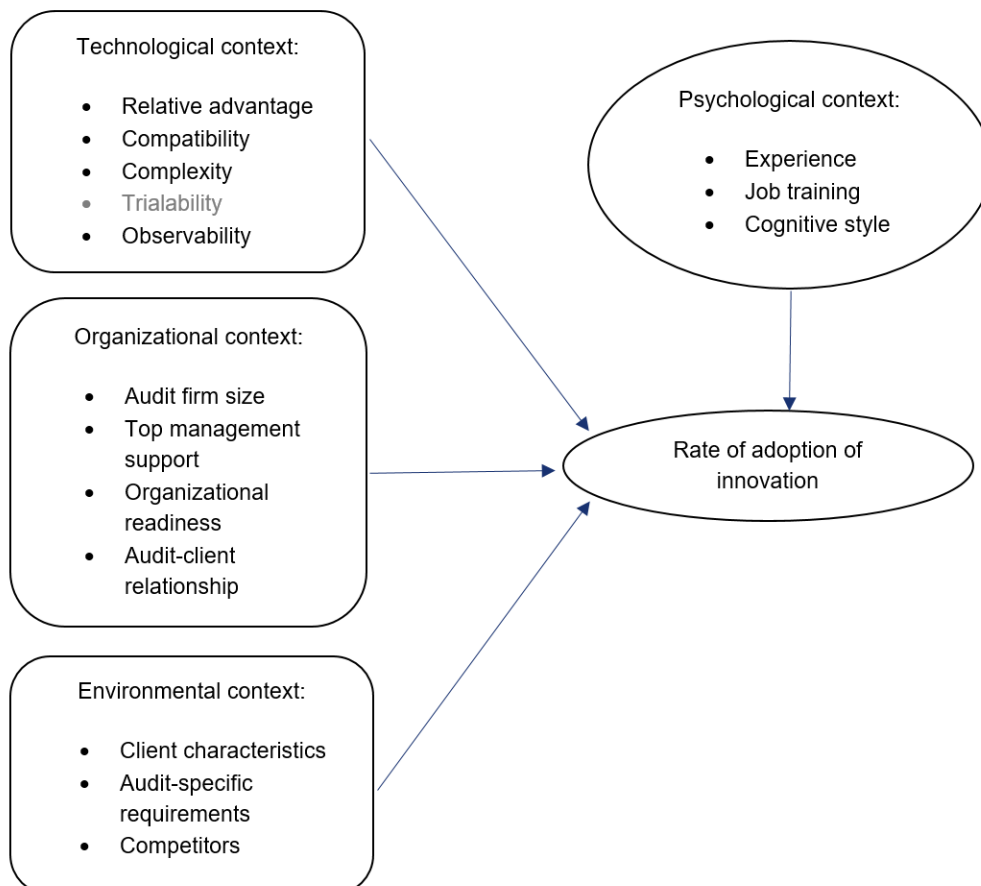 Technological context:
• Relative advantage
• Compatibility
• Complexity
• Trialability
• Observability
Psychological context:
• Experience
• Job training
• Cognitive style
Organizational context:
• Audit firm size
• Top management
support
• Organizational
readiness
• Audit-client
relationship
Rate of adoption of
innovation
Environmental context:
• Client characteristics
• Audit-specific
requirements
• Competitors